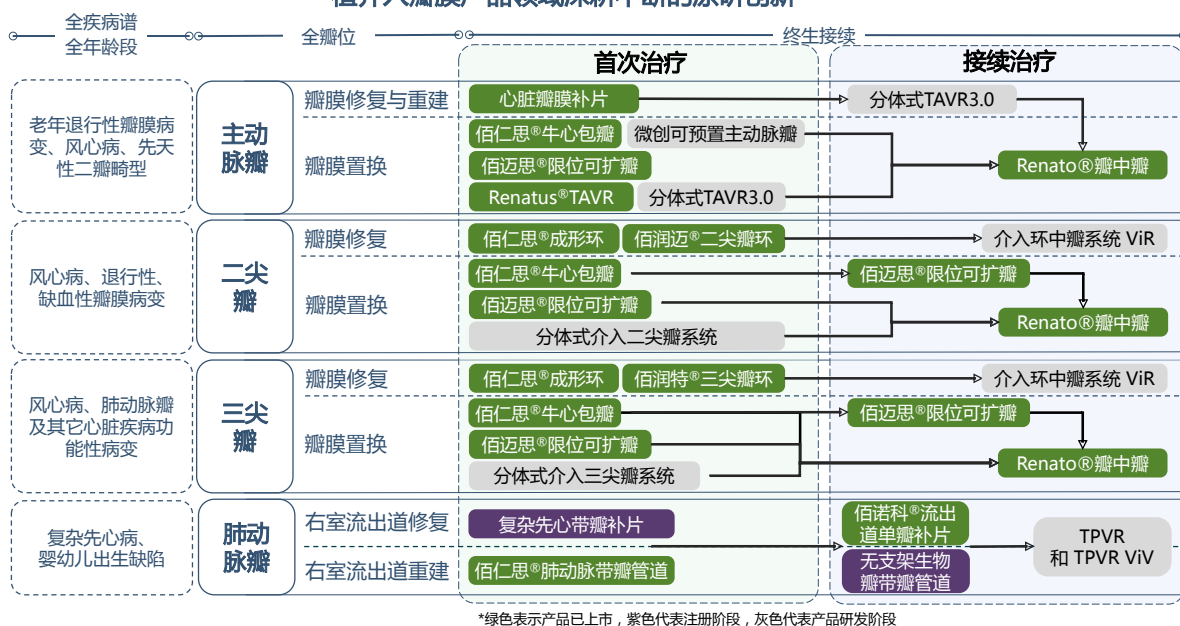 植介入瓣膜产品领域深耕不断的原研创新
全疾病谱
全年龄段
全瓣位
终生接续
首次治疗
接续治疗
老年退行性瓣膜病
变、风心病、先天
性二瓣畸型
主动
脉瓣
瓣膜修复与重建
心脏瓣膜补片
分体式TAVR3.0
瓣膜置换
佰仁思®牛心包瓣
微创可预置主动脉瓣
佰迈思®限位可扩瓣
Renatus®TAVR
分体式TAVR3.0
Renato®瓣中瓣
风心病、退行性、
缺血性瓣膜病变
二尖
瓣
瓣膜修复
佰仁思®成形环
佰润迈®二尖瓣环
介入环中瓣系统 ViR
瓣膜置换
佰仁思®牛心包瓣
佰迈思®限位可扩瓣
佰迈思®限位可扩瓣
分体式介入二尖瓣系统
Renato®瓣中瓣
风心病、肺动脉瓣
及其它心脏疾病功
能性病变
三尖
瓣
瓣膜修复
佰仁思®成形环
佰润特®三尖瓣环
介入环中瓣系统 ViR
瓣膜置换
佰仁思®牛心包瓣
佰迈思®限位可扩瓣
佰迈思®限位可扩瓣
分体式介入三尖瓣系统
Renato®瓣中瓣
复杂先心病、
婴幼儿出生缺陷
肺动
脉瓣
右室流出道修复
复杂先心带瓣补片
佰诺科®流出
道单瓣补片
右室流出道重建
佰仁思®肺动脉带瓣管道
无支架生物
瓣带瓣管道
TPVR
和 TPVR ViV
*绿色表示产品已上市，紫色代表注册阶段，灰色代表产品研发阶段